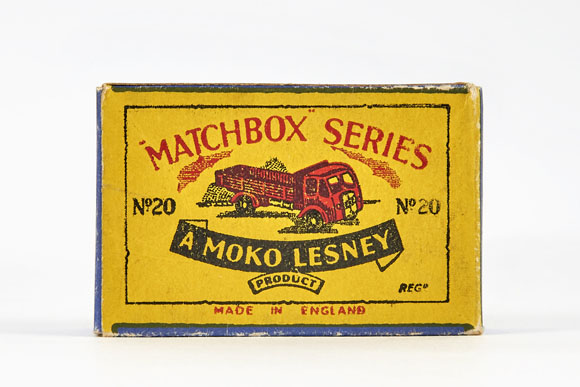 "MATCHBOX" SERIES
Nº20 Nº20
A MOKO LESNEY
PRODUCT
REGD
MADE IN ENGLAND